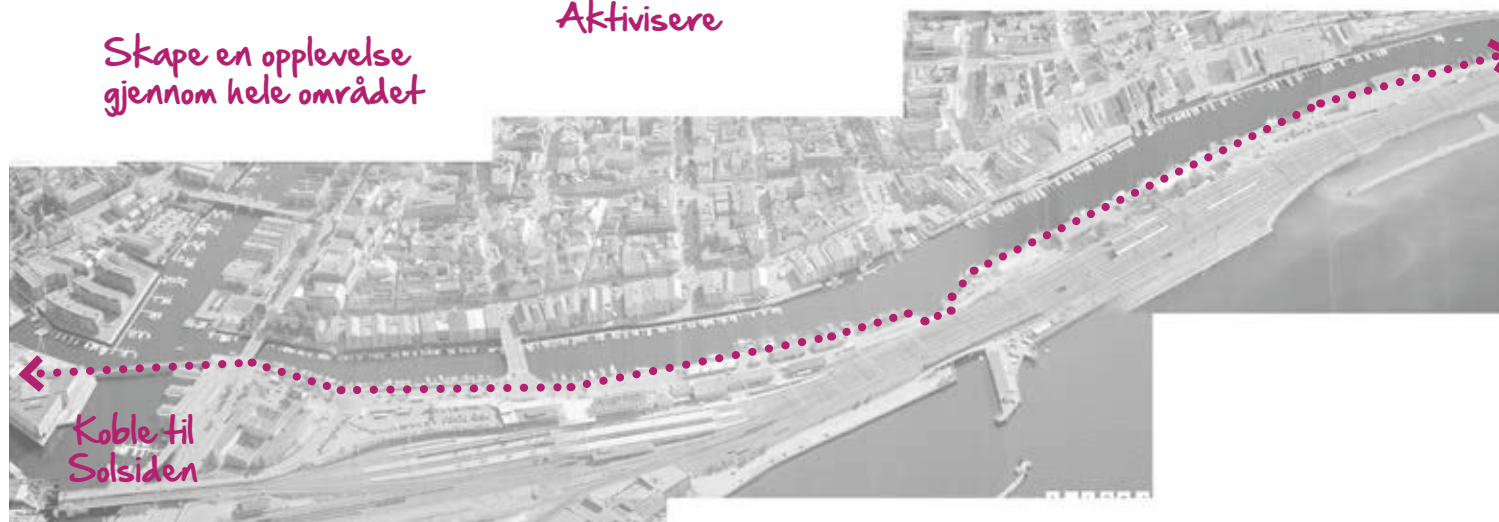 Aktivisere
Skape en opplevelse
gjennom hele området
Koble til
Solsiden